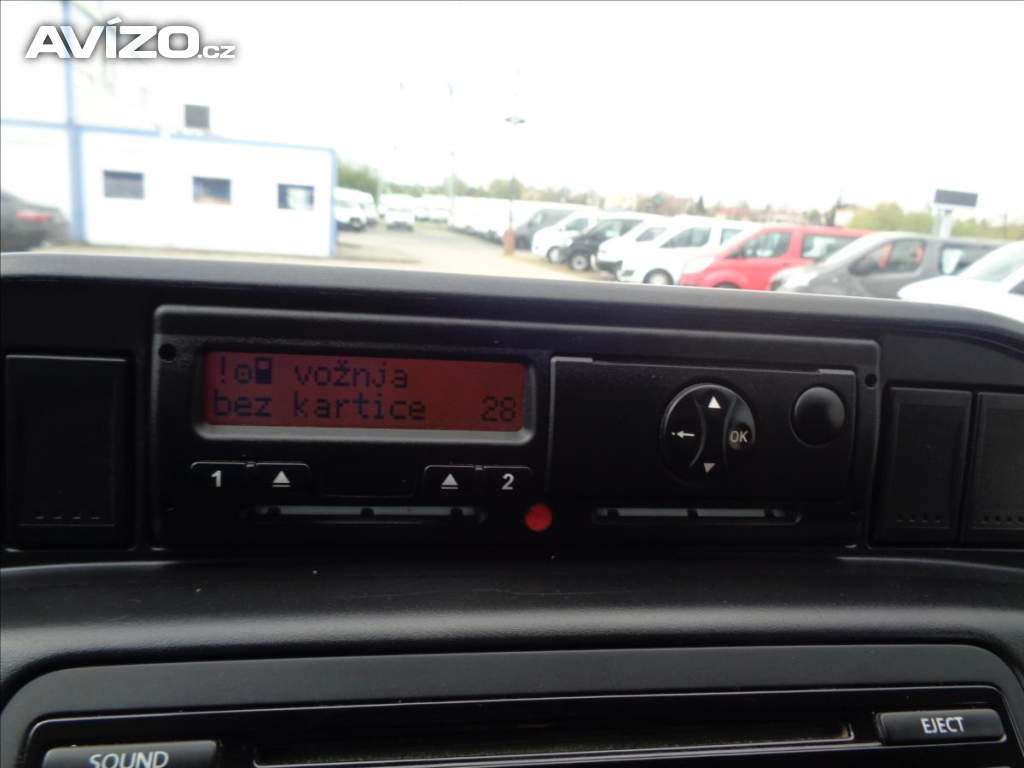 AVÍZO.cz
! vožnja
bez kartice 28
1 2
OK
SOUND
EJECT